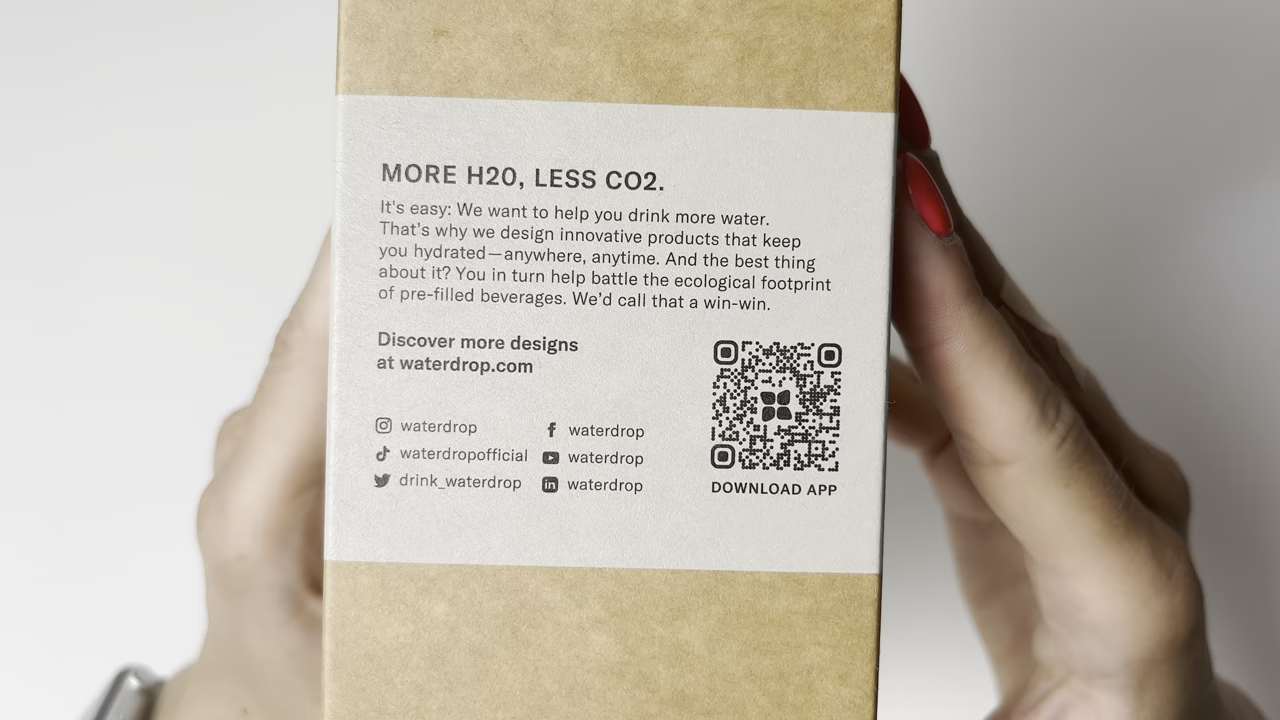 MORE H20, LESS CO2.
It's easy: We want to help you drink more water.
That's why we design innovative products that keep
you hydrated—anywhere, anytime. And the best thing
about it? You in turn help battle the ecological footprint
of pre-filled beverages. We'd call that a win-win.
Discover more designs
at waterdrop.com
waterdrop
waterdropofficial
drink_waterdrop
waterdrop
waterdrop
in waterdrop
DOWNLOAD APP